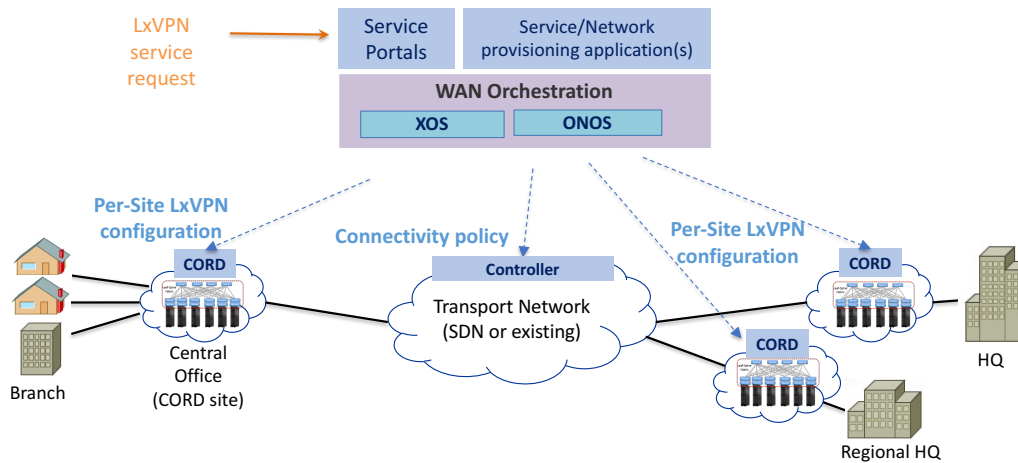 LxVPN
service
request
Service
Portals
Service/Network
provisioning application(s)
WAN Orchestration
XOS
ONOS
Per-Site LxVPN
configuration
Connectivity policy
Per-Site LxVPN
configuration
CORD
Controller
CORD
Transport Network
(SDN or existing)
CORD
Central
Office
(CORD site)
Branch
HQ
Regional HQ